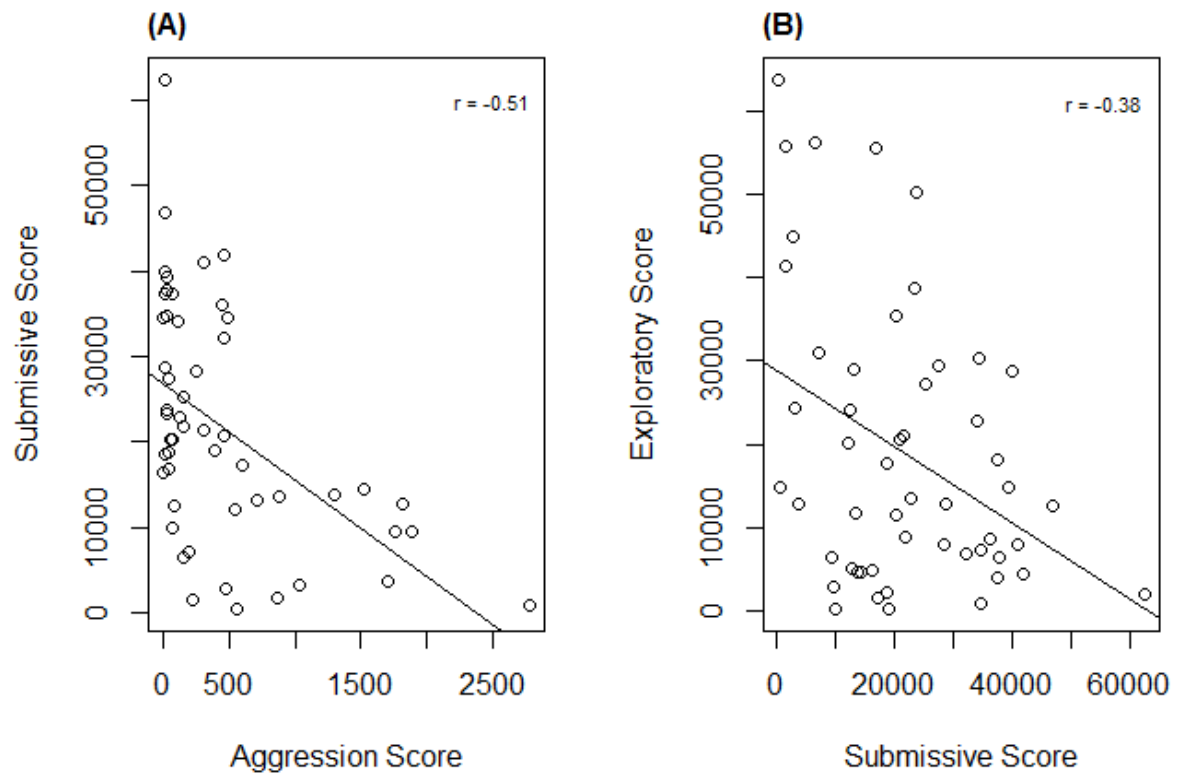 (A)
r = -0.51
Submissive Score
50000
30000
10000
0
0 500 1500 2500
Aggression Score
(B)
r = -0.38
Exploratory Score
50000
30000
10000
0
0 20000 40000 60000
Submissive Score